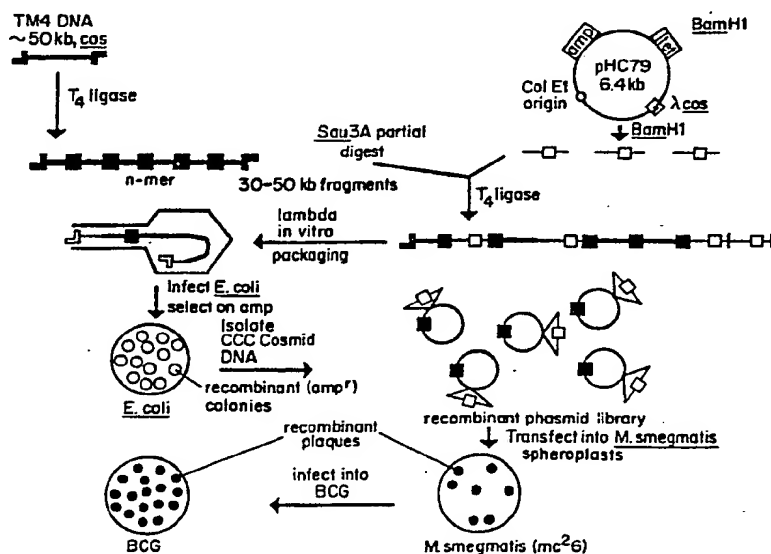 TM4 DNA
~50 kb, cos
T4 ligase
n-mer
amp
tet
BamH1
pHC79
6.4 kb
Col E1
origin
λ cos
BamH1
Sau3A partial
digest
30-50 kb fragments
T4 ligase
lambda
in vitro
packaging
Infect E. coli
select on amp
Isolate
CCC Cosmid
DNA
recombinant (ampr)
colonies
E. coli
recombinant phasmid library
Transfect into M. smegmatis
spheroplasts
recombinant
plaques
infect into
BCG
BCG
M. smegmatis (mc26)